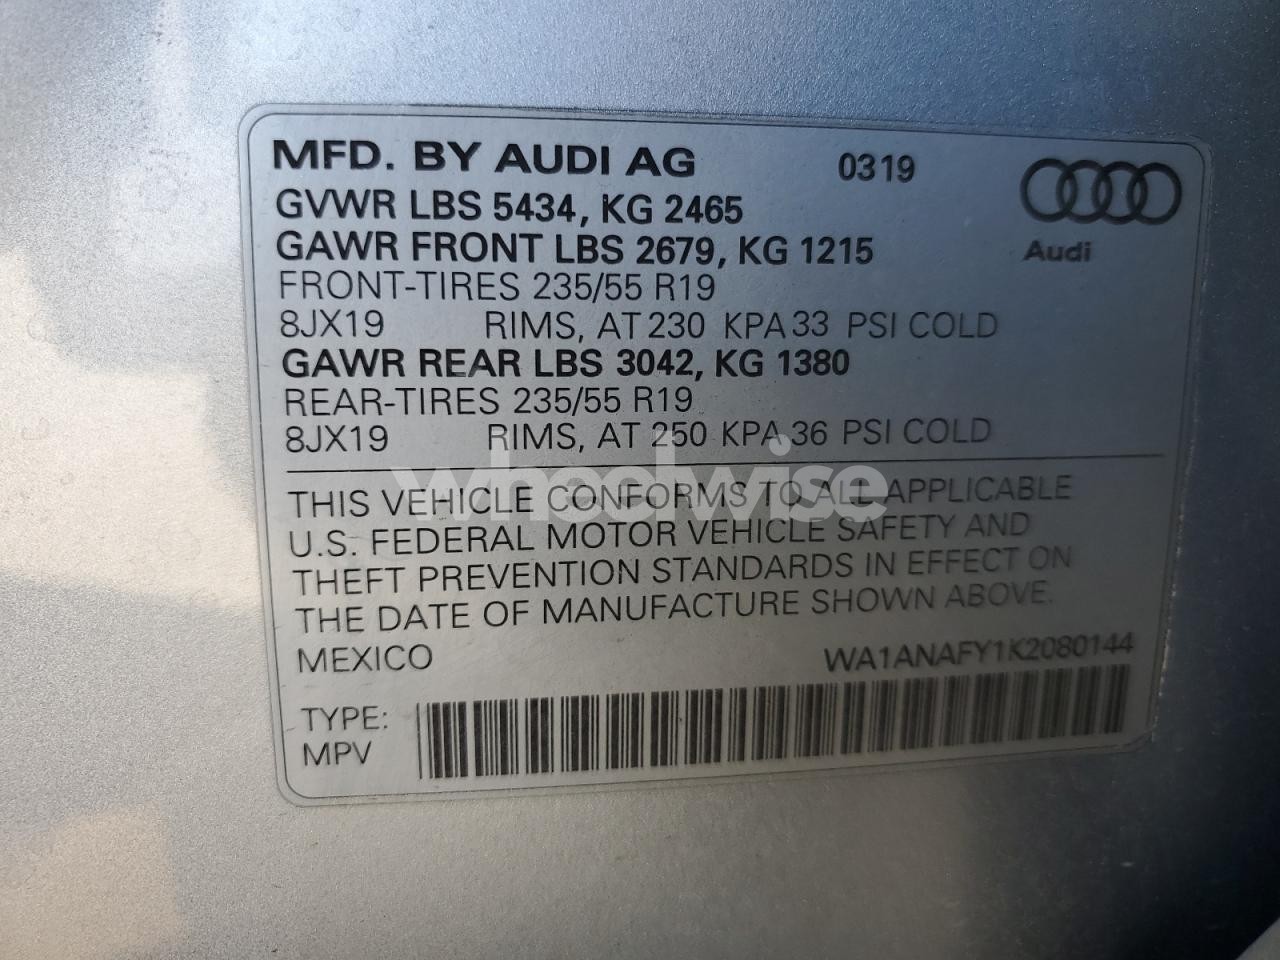 MFD. BY AUDI AG 0319
Audi
GVWR LBS 5434, KG 2465
GAWR FRONT LBS 2679, KG 1215
FRONT-TIRES 235/55 R19
8JX19 RIMS, AT 230 KPA 33 PSI COLD
GAWR REAR LBS 3042, KG 1380
REAR-TIRES 235/55 R19
8JX19 RIMS, AT 250 KPA 36 PSI COLD
wheelwise
THIS VEHICLE CONFORMS TO ALL APPLICABLE
U.S. FEDERAL MOTOR VEHICLE SAFETY AND
THEFT PREVENTION STANDARDS IN EFFECT ON
THE DATE OF MANUFACTURE SHOWN ABOVE.
MEXICO WA1ANAFY1K2080144
TYPE:
MPV